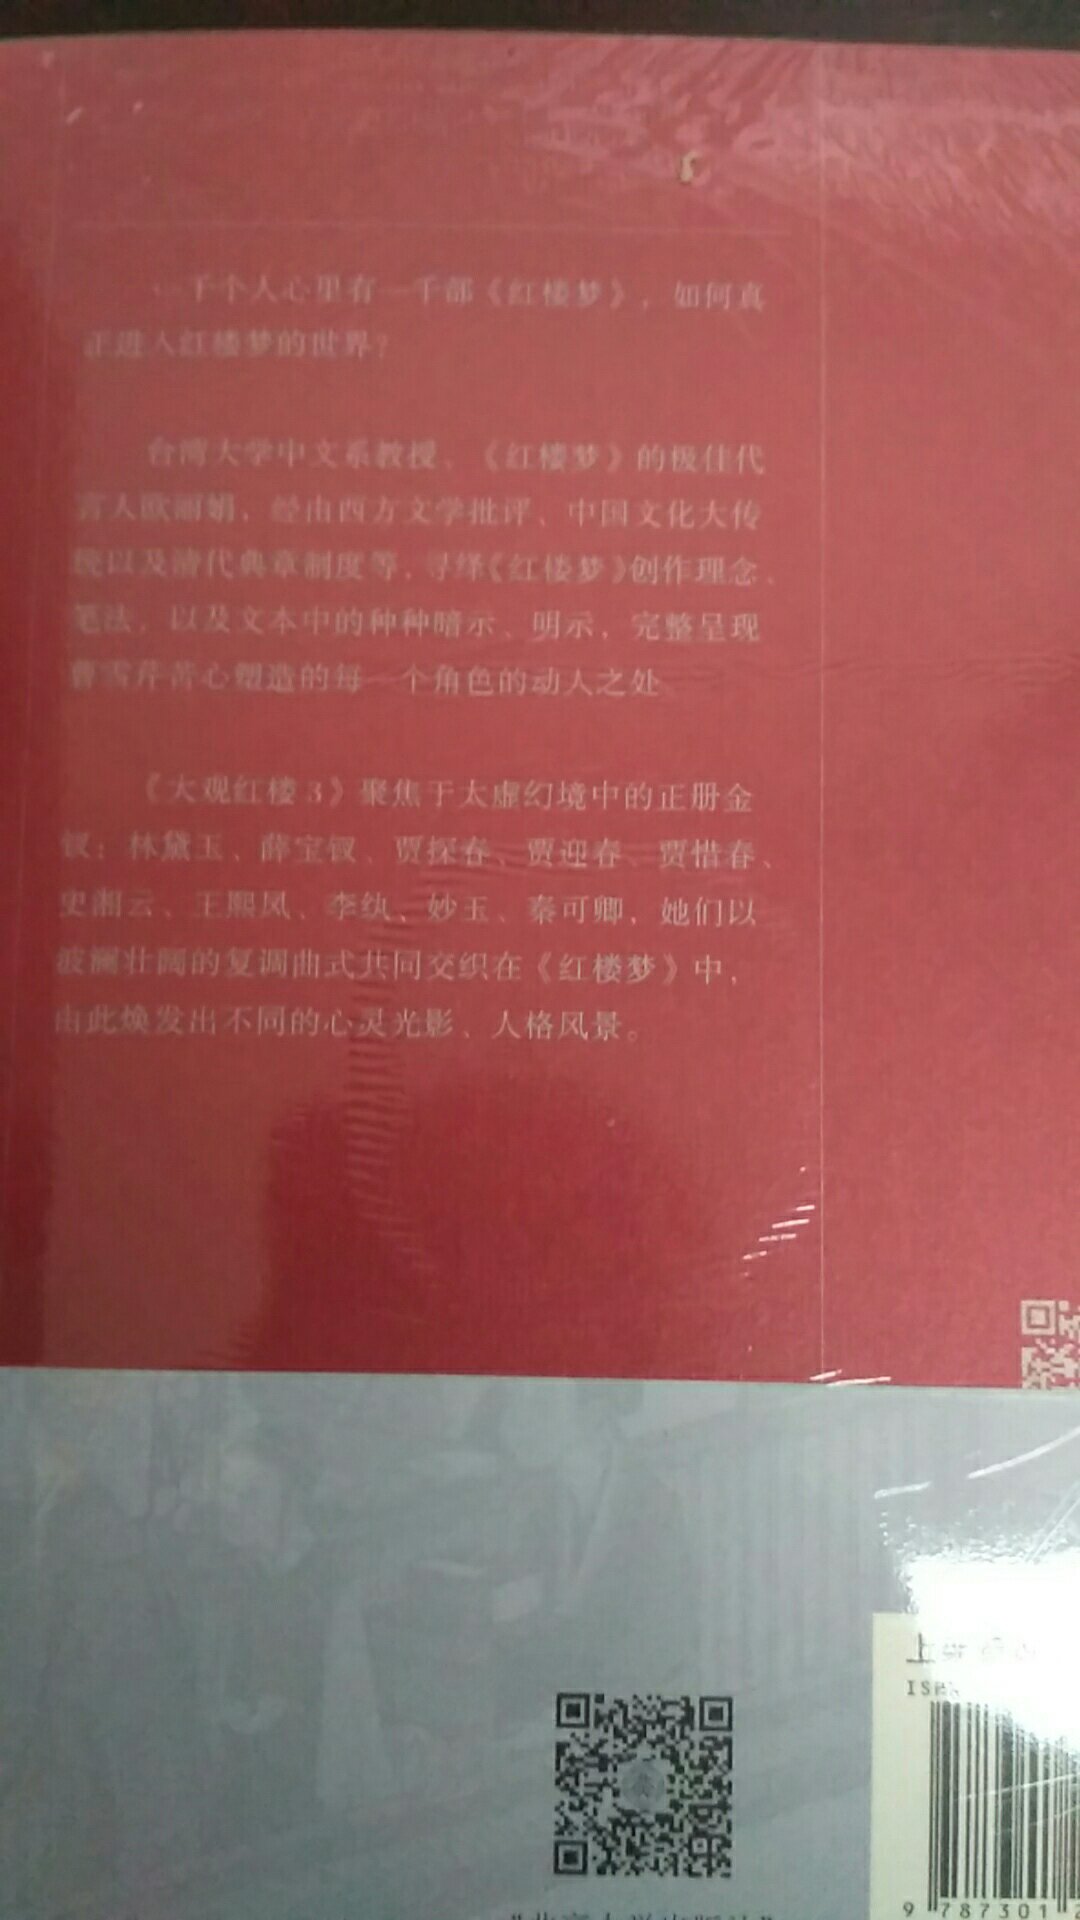 一千个人心里有一千部《红楼梦》，如何真
正进入红楼梦的世界？
台湾大学中文系教授、《红楼梦》的极佳代
言人欧丽娟，经由西方文学批评、中国文化大传
统以及清代典章制度等，寻绎《红楼梦》创作理念、
笔法，以及文本中的种种暗示、明示，完整呈现
曹雪芹苦心塑造的每一个角色的动人之处。
《大观红楼3》聚焦于太虚幻境中的正册金
钗：林黛玉、薛宝钗、贾探春、贾迎春、贾惜春、
史湘云、王熙凤、李纨、妙玉、秦可卿，她们以
波澜壮阔的复调曲式共同交织在《红楼梦》中，
由此焕发出不同的心灵光影、人格风景。
ISBN
9 787301 2